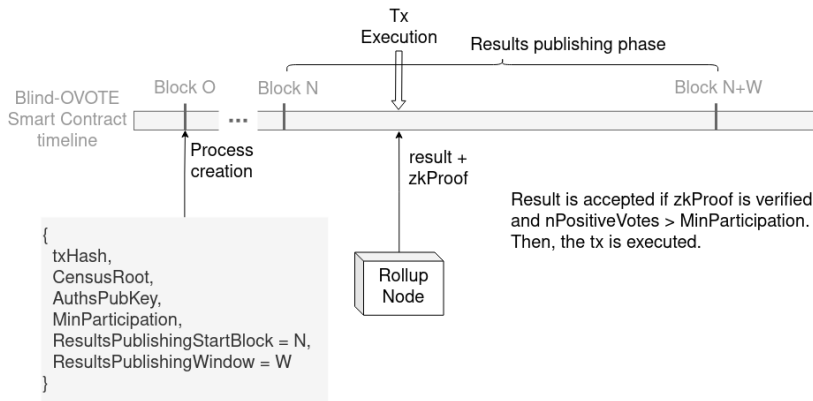 Tx
Execution
Results publishing phase
Block O
Block N
Block N+W
Blind-OVOTE
Smart Contract
timeline
...
Process
creation
result +
zkProof
Result is accepted if zkProof is verified
and nPositiveVotes > MinParticipation.
Then, the tx is executed.
{
txHash,
CensusRoot,
AuthsPubKey,
MinParticipation,
ResultsPublishingStartBlock = N,
ResultsPublishingWindow = W
}
Rollup
Node